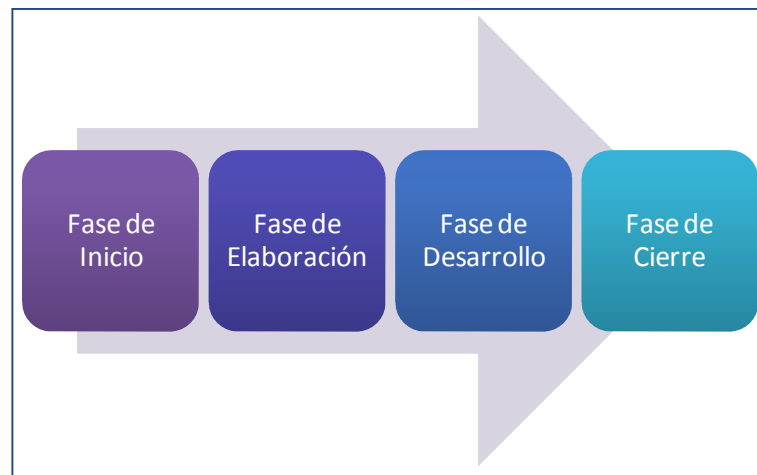 Fase de
Inicio
Fase de
Elaboración
Fase de
Desarrollo
Fase de
Cierre